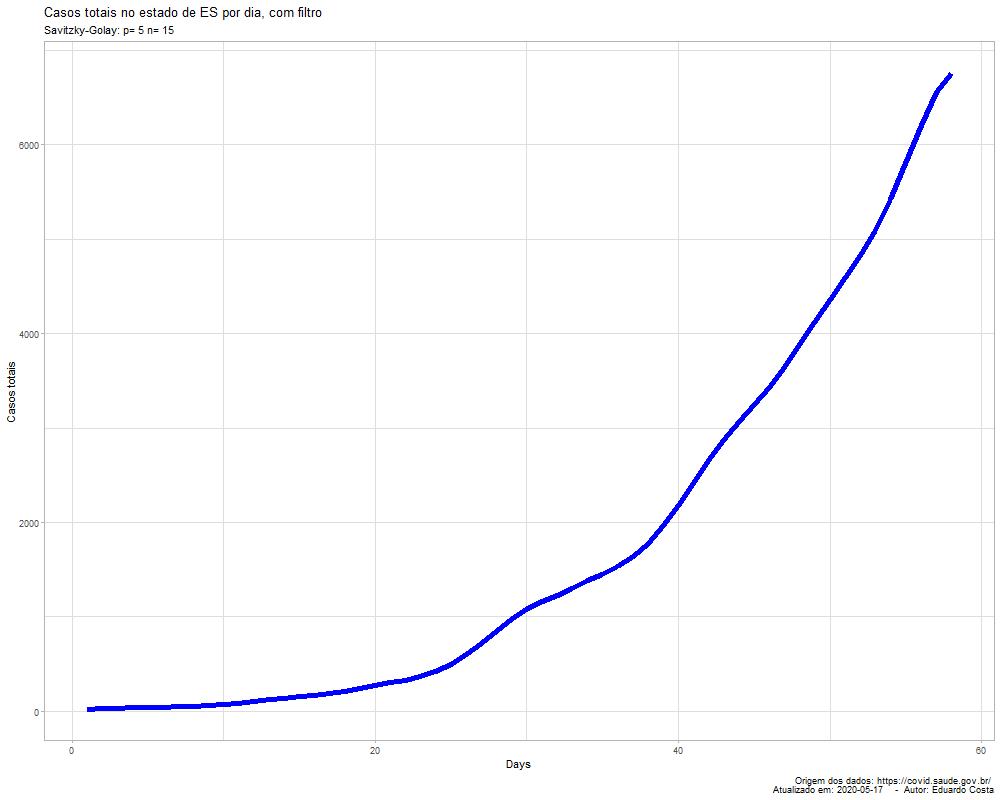 Casos totais no estado de ES por dia, com filtro
Savitzky-Golay: p= 5 n= 15
6000
4000
2000
0
Casos totais
0 20 40 60
Days
Origem dos dados: https://covid.saude.gov.br/
Atualizado em: 2020-05-17 - Autor: Eduardo Costa